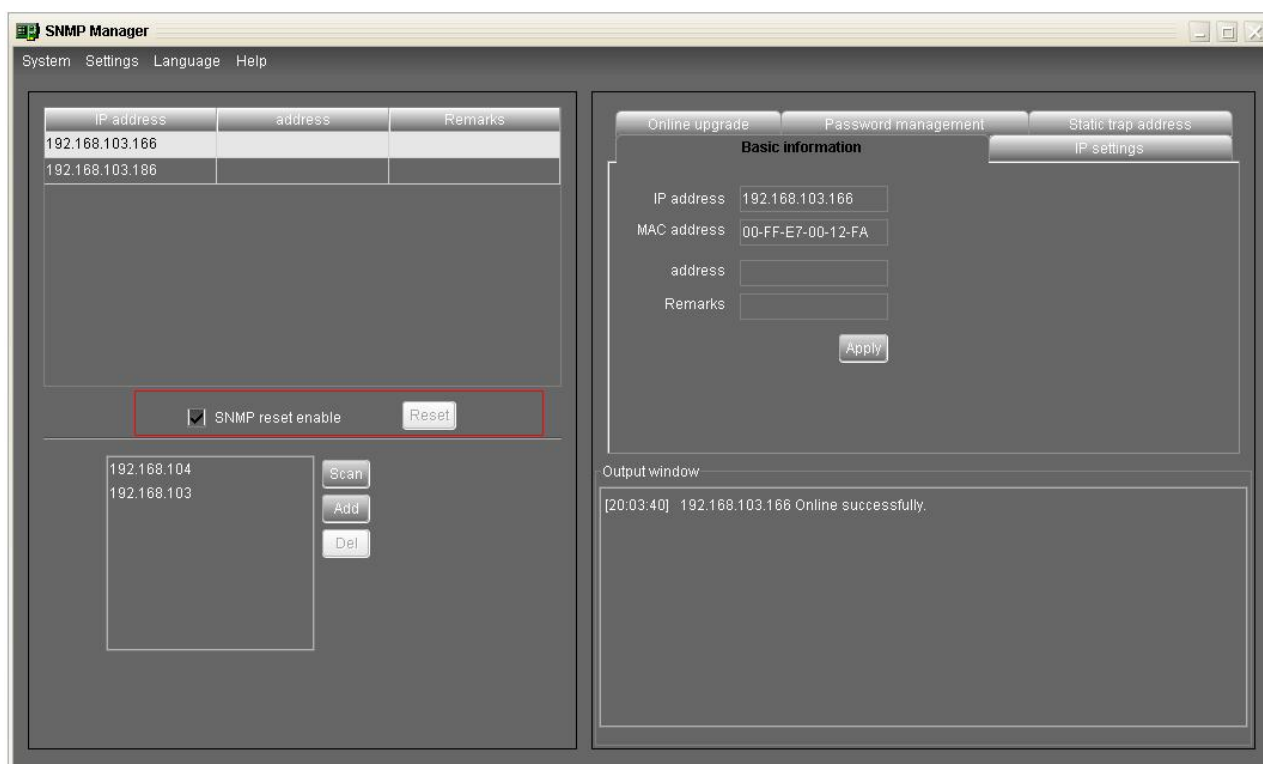 SNMP Manager
System Settings Language Help
IP address address Remarks
192.168.103.166
192.168.103.186
SNMP reset enable Reset
192.168.104
192.168.103
Scan
Add
Del
Online upgrade Password management Static trap address
Basic information IP settings
IP address 192.168.103.166
MAC address 00-FF-E7-00-12-FA
address
Remarks
Apply
Output window
[20:03:40] 192.168.103.166 Online successfully.